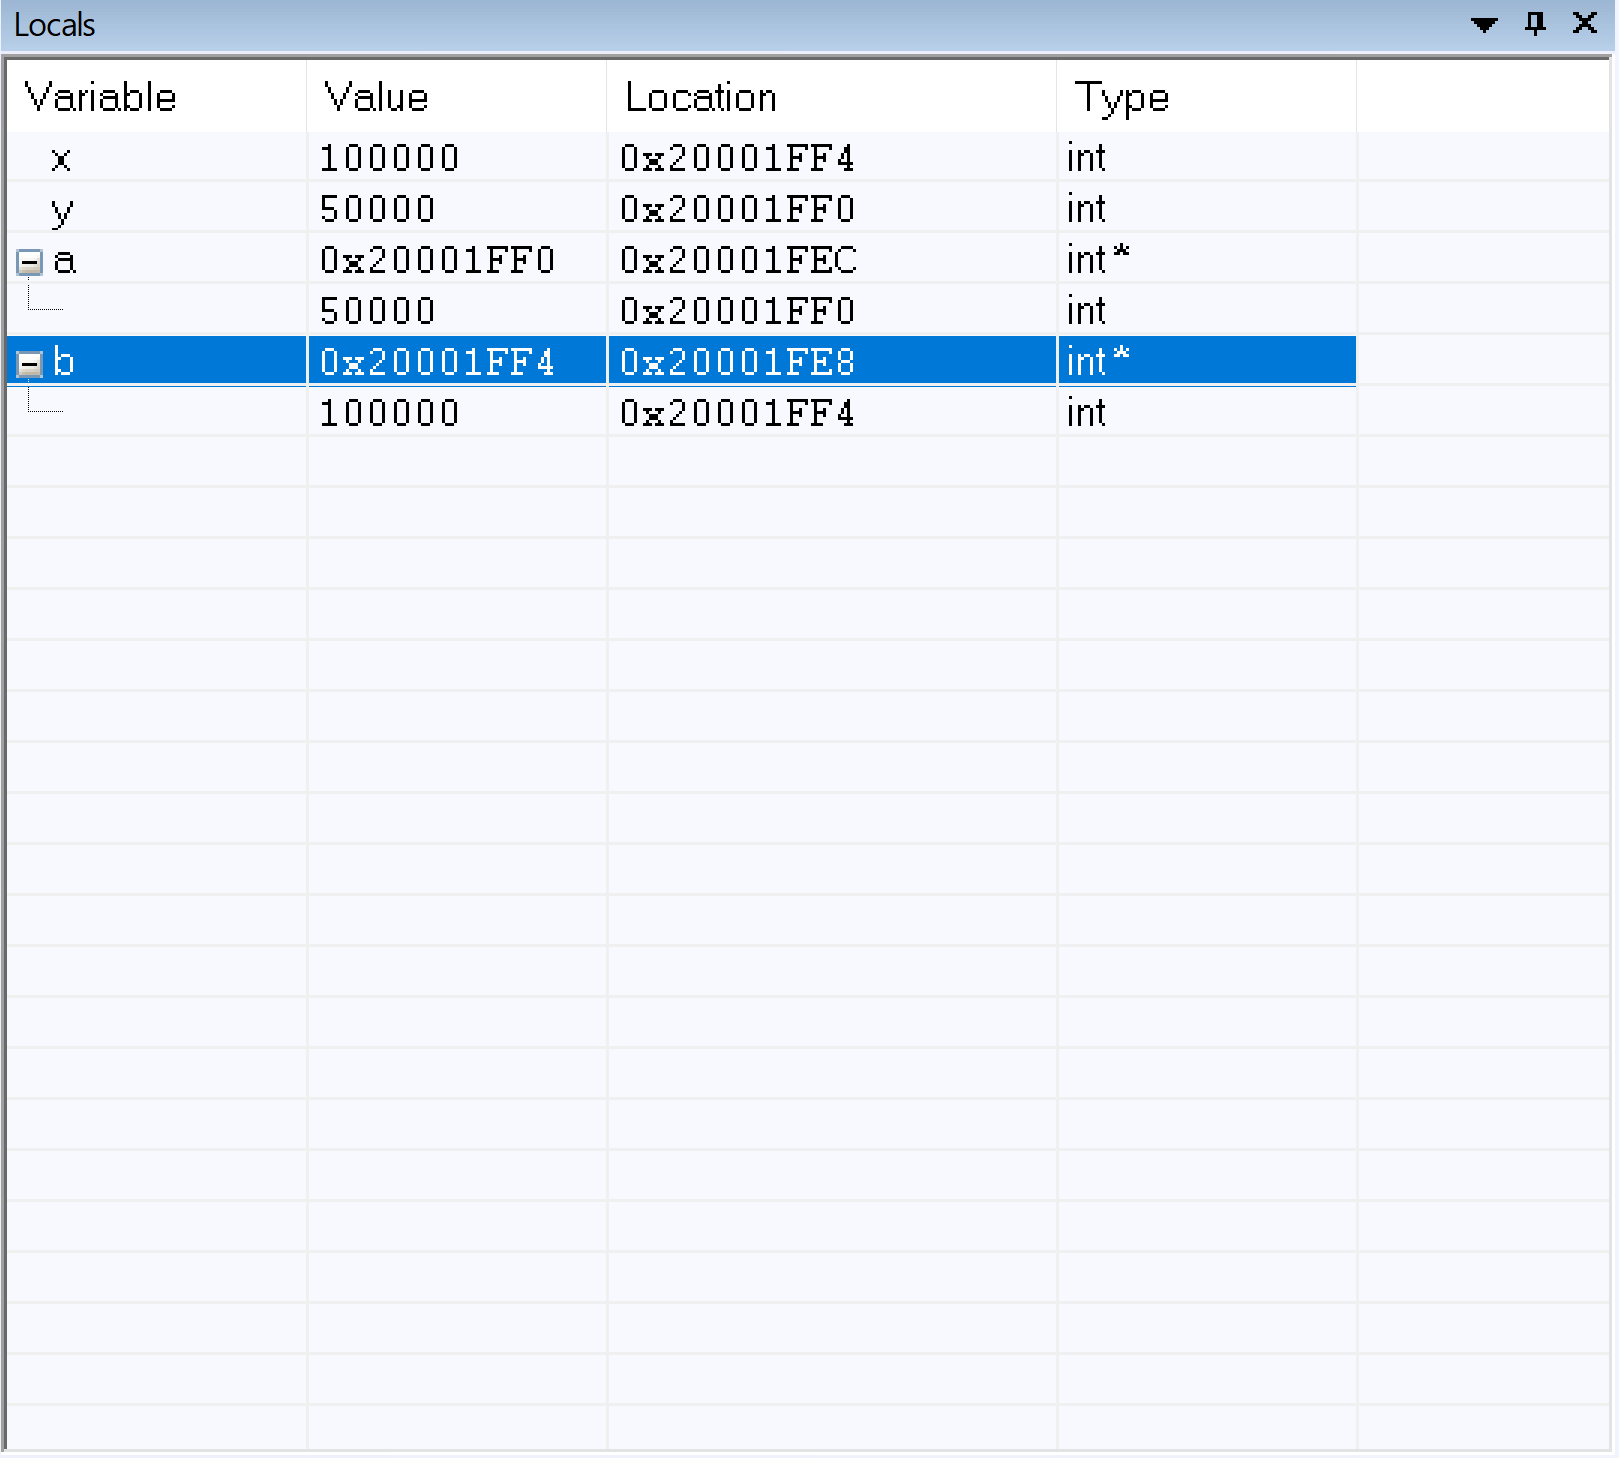 Locals
Variable Value Location Type
x 100000 0x20001FF4 int
y 50000 0x20001FF0 int
a 0x20001FF0 0x20001FEC int*
50000 0x20001FF0 int
b 0x20001FF4 0x20001FE8 int*
100000 0x20001FF4 int